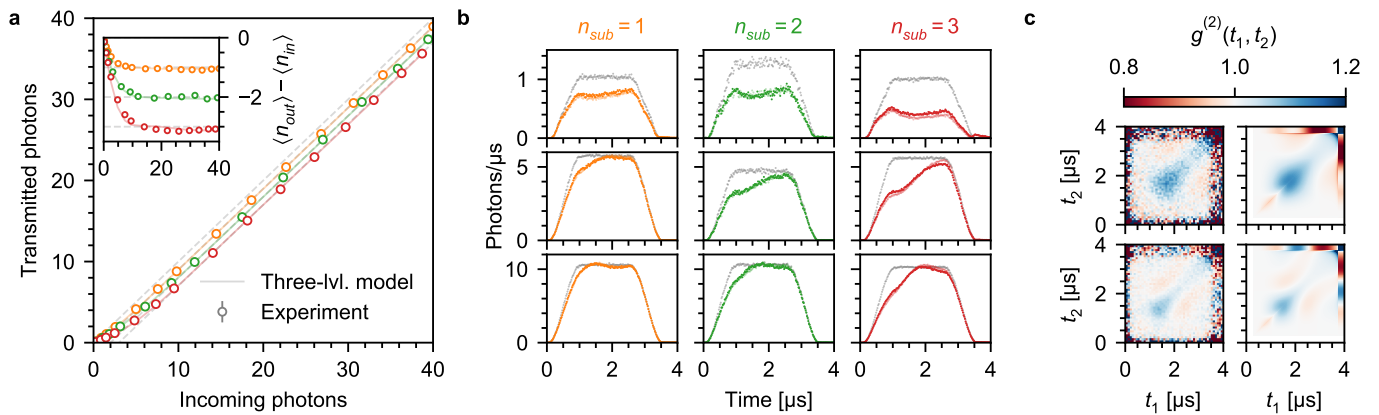 a
40
30
20
10
0
0
10
20
30
40
Transmitted photons
Incoming photons
0
−2
⟨n_out⟩ − ⟨n_in⟩
0
20
40
Three-lvl. model
Experiment
b
n_sub = 1
n_sub = 2
n_sub = 3
Photons/μs
1
0
5
0
10
0
0 2 4
0 2 4
0 2 4
Time [μs]
c
g^(2)(t_1, t_2)
0.8 1.0 1.2
t_2 [μs]
4
2
0
t_2 [μs]
4
2
0
0 2 4
0 2 4
t_1 [μs]
t_1 [μs]